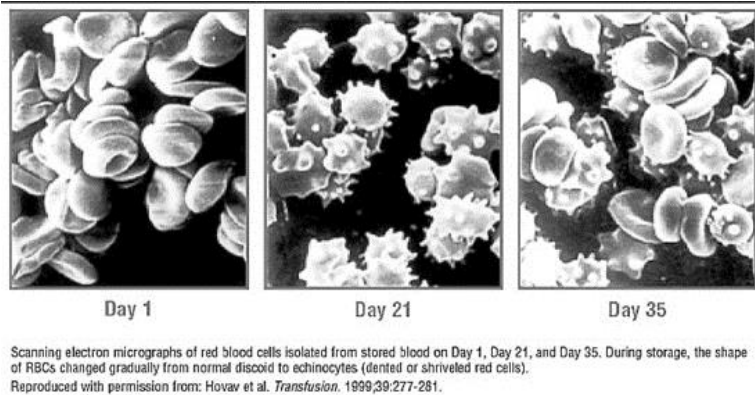 Day 1
Day 21
Day 35
Scanning electron micrographs of red blood cells isolated from stored blood on Day 1, Day 21, and Day 35. During storage, the shape
of RBCs changed gradually from normal discoid to echinocytes (dented or shriveled red cells).
Reproduced with permission from: Hovav et al. Transfusion. 1999;39:277-281.